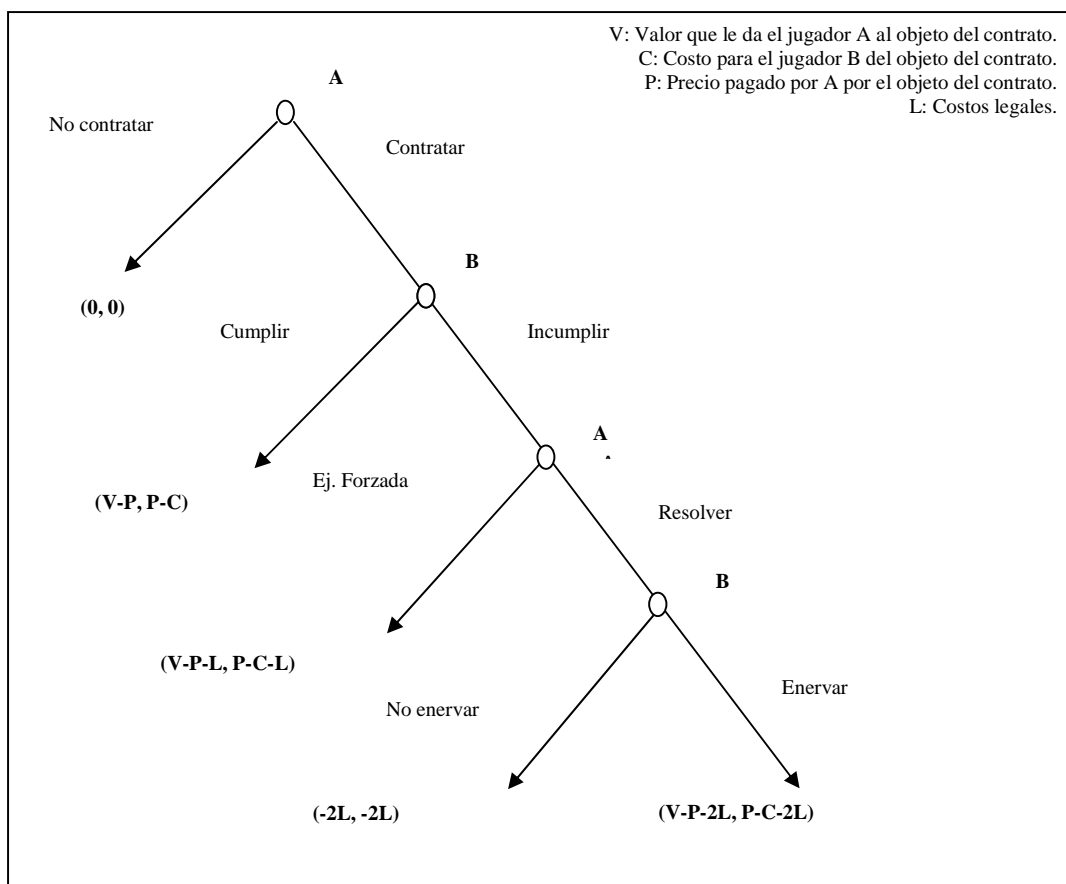 V: Valor que le da el jugador A al objeto del contrato.
C: Costo para el jugador B del objeto del contrato.
P: Precio pagado por A por el objeto del contrato.
L: Costos legales.
A
No contratar
Contratar
B
(0, 0)
Cumplir
Incumplir
A
Ej. Forzada
(V-P, P-C)
Resolver
B
(V-P-L, P-C-L)
Enervar
No enervar
(-2L, -2L)
(V-P-2L, P-C-2L)